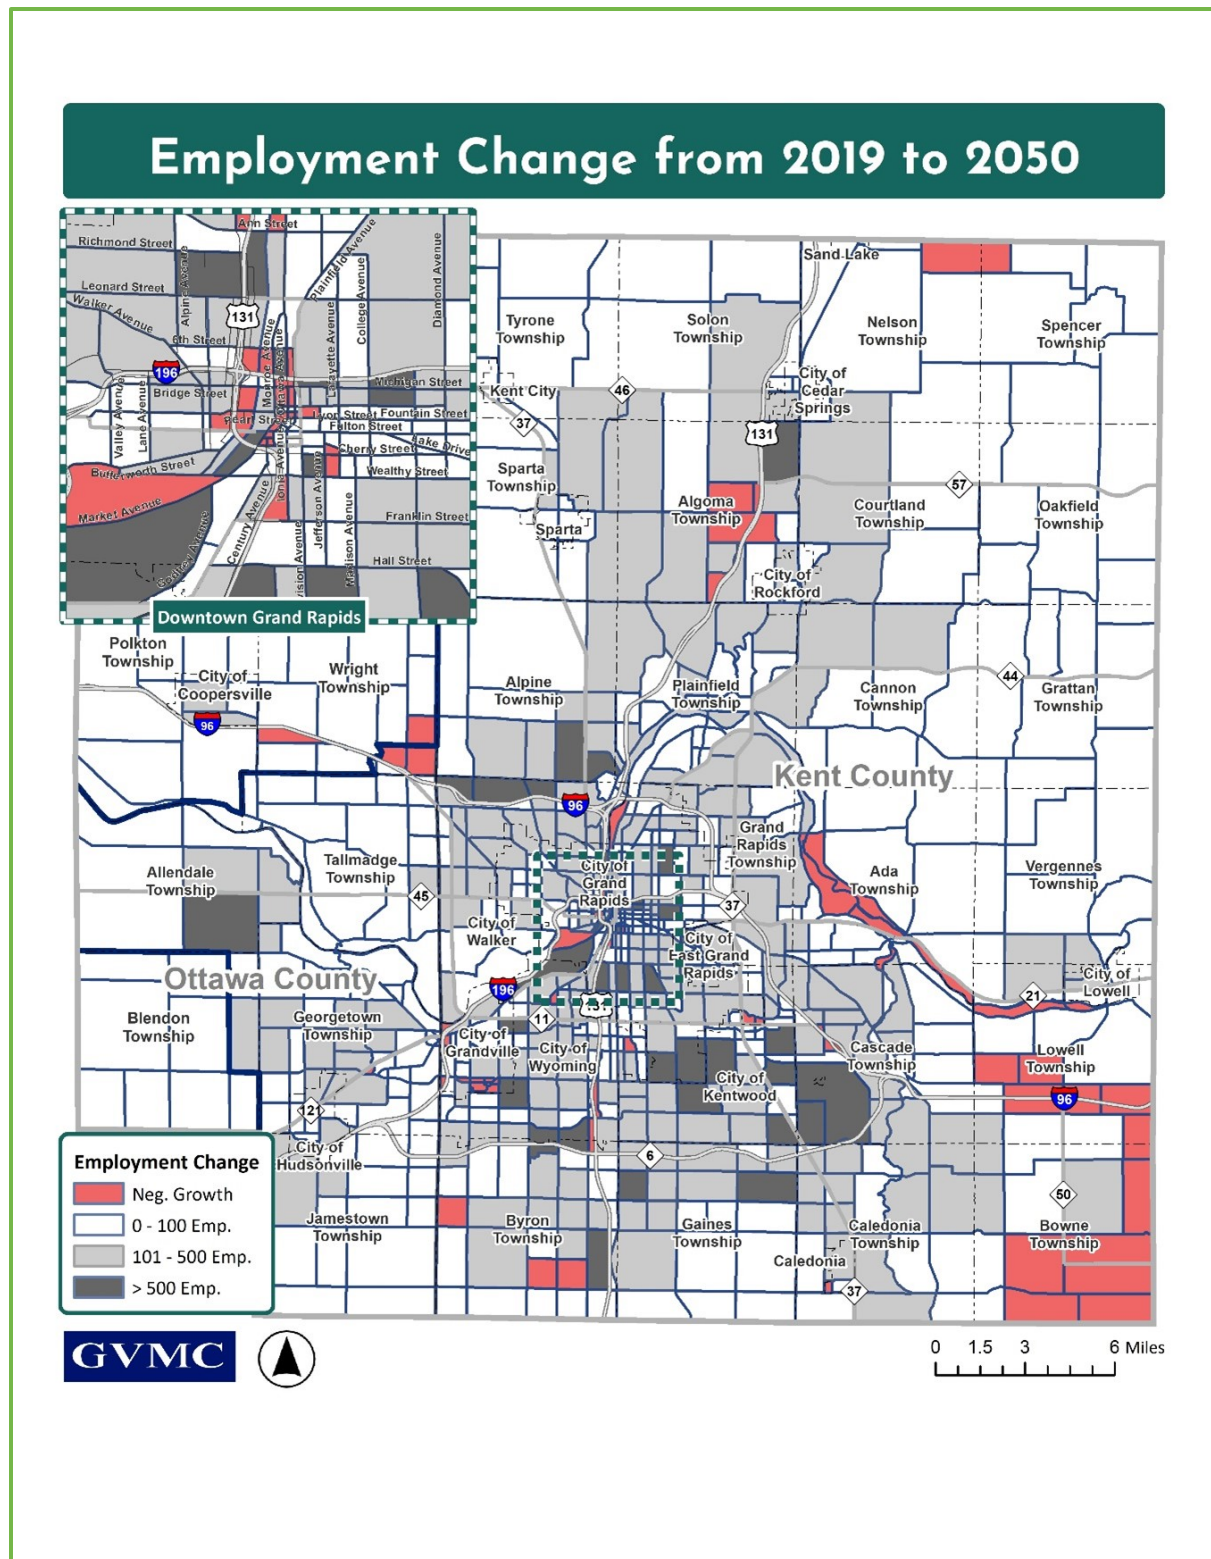 Employment Change from 2019 to 2050
Ann Street
Richmond Street
Alpine Avenue
Plainfield Avenue
College Avenue
Diamond Avenue
Leonard Street
Walker Avenue
131
6th Street
Monroe Avenue
Ottawa Avenue
Lafayette Avenue
196
Michigan Street
Bridge Street
Valley Avenue
Lane Avenue
Pearl Street
Lyon Street
Fountain Street
Fulton Street
Cherry Street
Lake Drive
Butterworth Street
Ionia Avenue
Wealthy Street
Market Avenue
Godfrey Avenue
Century Avenue
Jefferson Avenue
Madison Avenue
Franklin Street
Hall Street
Downtown Grand Rapids
Sand Lake
Tyrone
Township
Solon
Township
Nelson
Township
Spencer
Township
Kent City
46
City of
Cedar
Springs
37
131
Sparta
Township
57
Algoma
Township
Courtland
Township
Oakfield
Township
Sparta
City of
Rockford
Polkton
Township
City of
Coopersville
Wright
Township
Alpine
Township
Plainfield
Township
Cannon
Township
44
Grattan
Township
96
Kent County
96
Grand
Rapids
Township
Allendale
Township
Tallmadge
Township
45
City of
Grand
Rapids
Ada
Township
Vergennes
Township
37
City of
Walker
City of
East Grand
Rapids
Ottawa County
196
City of
Lowell
21
131
11
Blendon
Township
Georgetown
Township
City of
Grandville
City of
Wyoming
Cascade
Township
Lowell
Township
City of
Kentwood
96
121
City of
Hudsonville
6
50
Jamestown
Township
Byron
Township
Gaines
Township
Caledonia
Township
Bowne
Township
Caledonia
37
Employment Change
Neg. Growth
0 - 100 Emp.
101 - 500 Emp.
> 500 Emp.
GVMC
0 1.5 3 6 Miles